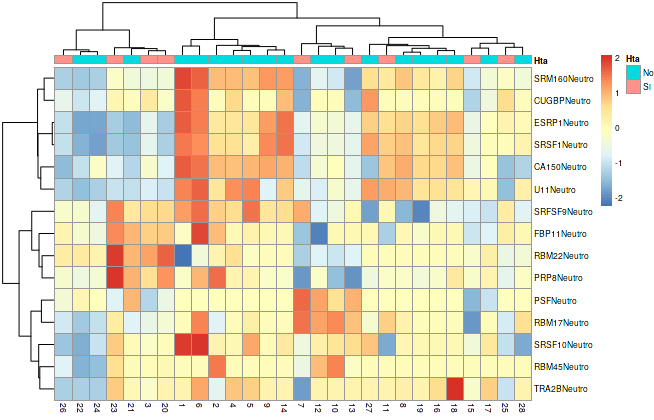 Hta
Hta
No
SI
2
1
0
-1
-2
SRM160Neutro
CUGBPNeutro
ESRP1Neutro
SRSF1Neutro
CA150Neutro
U11Neutro
SRFSF9Neutro
FBP11Neutro
RBM22Neutro
PRP8Neutro
PSFNeutro
RBM17Neutro
SRSF10Neutro
RBM45Neutro
TRA2BNeutro
26 22 24 23 21 3 20 1 6 2 4 5 9 14 7 12 10 13 27 11 8 19 16 18 15 17 25 28